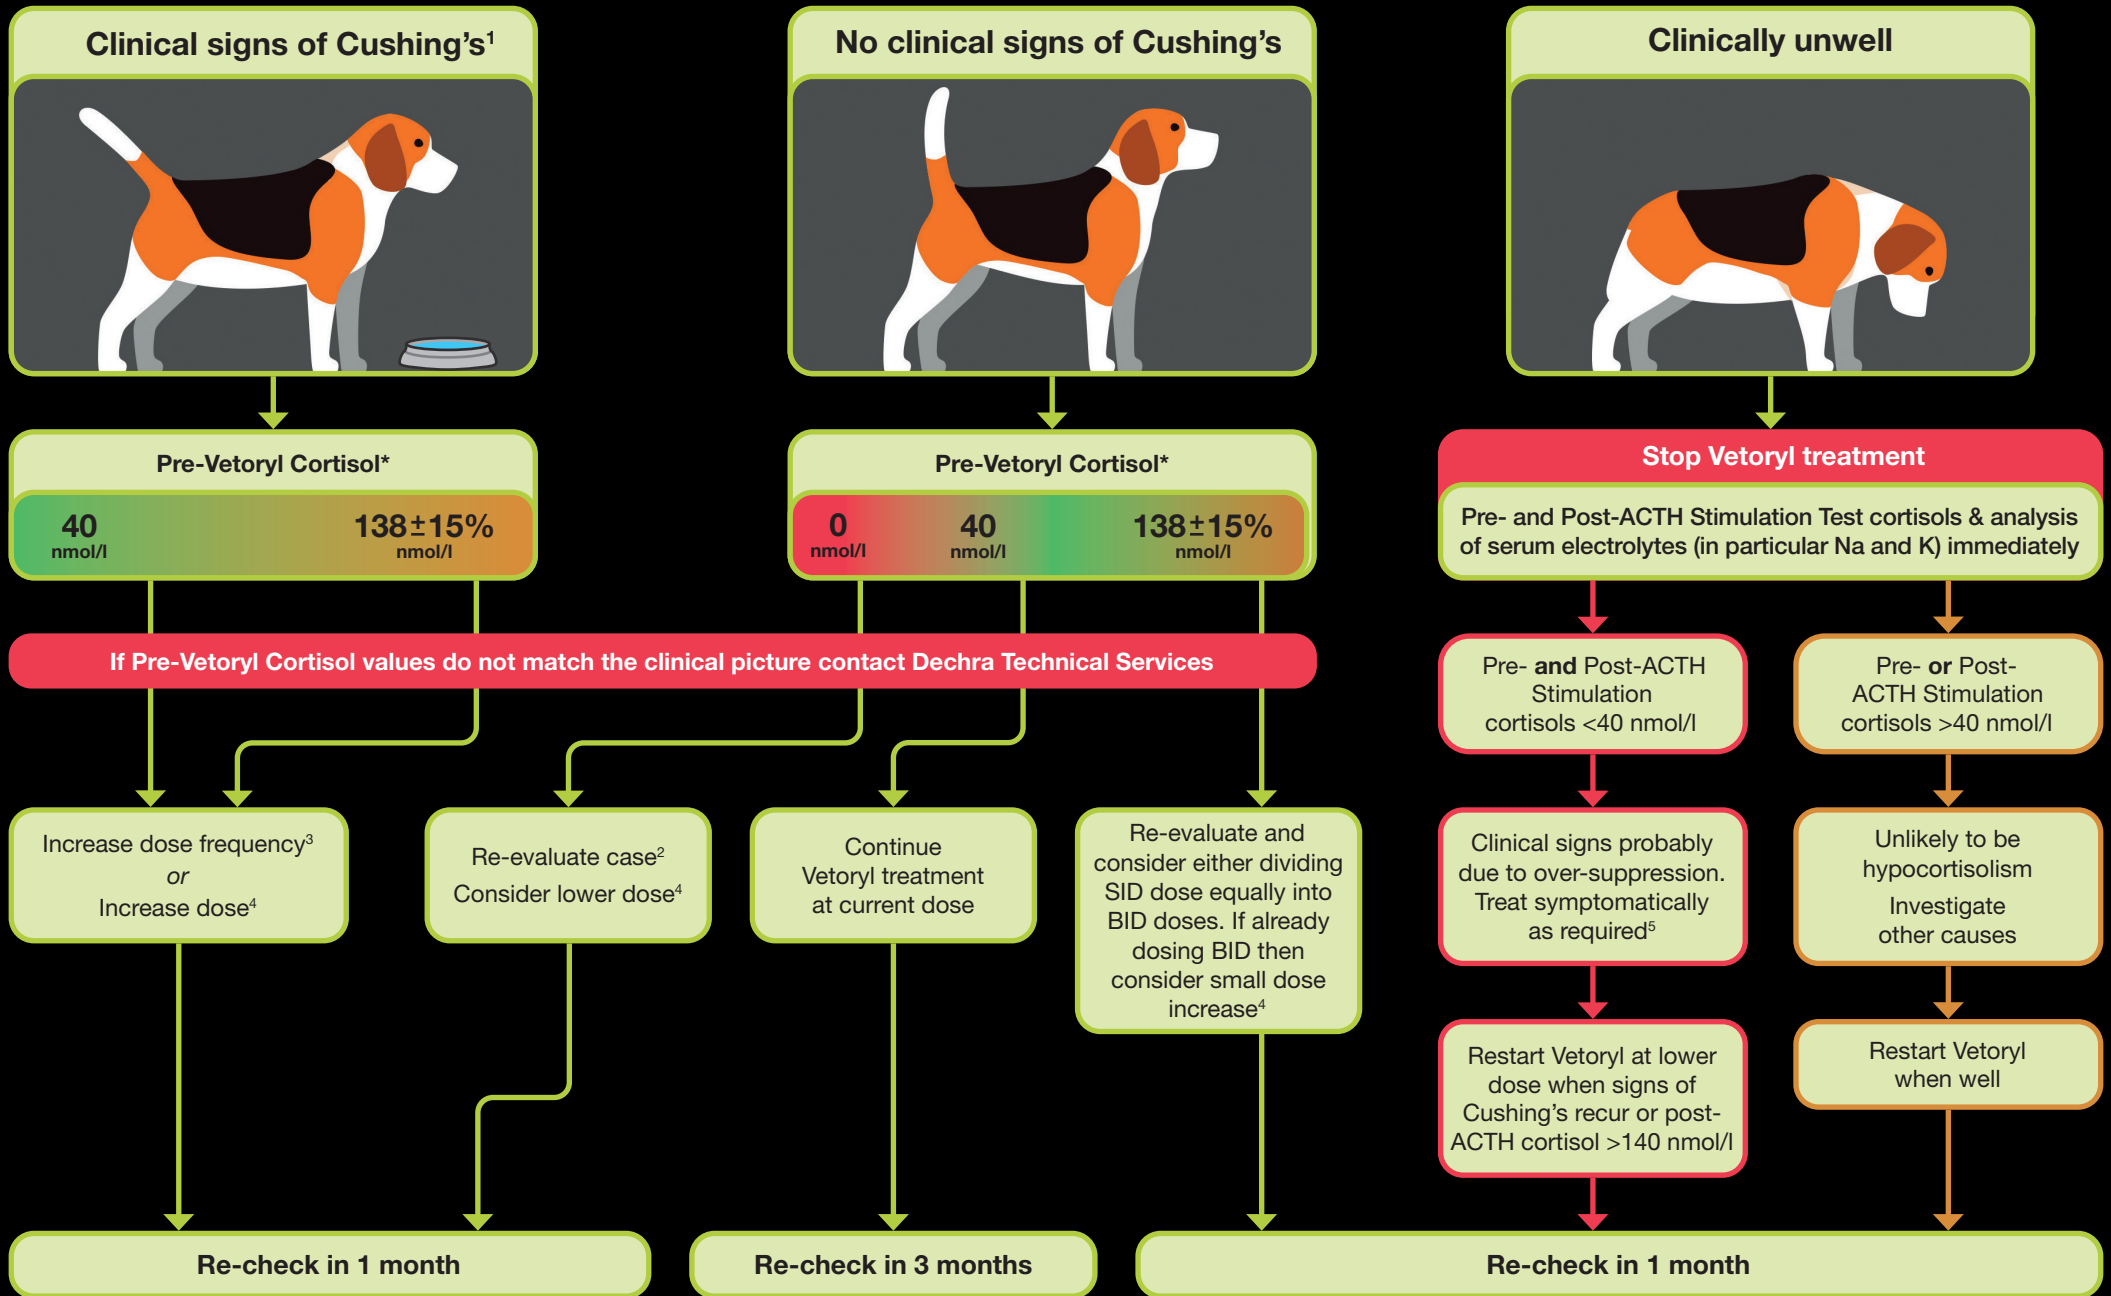 Clinical signs of Cushing's¹
No clinical signs of Cushing's
Clinically unwell
Pre-Vetoryl Cortisol*
40
nmol/l
138±15%
nmol/l
Pre-Vetoryl Cortisol*
0
nmol/l
40
nmol/l
138±15%
nmol/l
Stop Vetoryl treatment
Pre- and Post-ACTH Stimulation Test cortisols & analysis
of serum electrolytes (in particular Na and K) immediately
If Pre-Vetoryl Cortisol values do not match the clinical picture contact Dechra Technical Services
Pre- and Post-ACTH
Stimulation
cortisols <40 nmol/l
Pre- or Post-
ACTH Stimulation
cortisols >40 nmol/l
Increase dose frequency³
or
Increase dose⁴
Re-evaluate case²
Consider lower dose⁴
Continue
Vetoryl treatment
at current dose
Re-evaluate and
consider either dividing
SID dose equally into
BID doses. If already
dosing BID then
consider small dose
increase⁴
Clinical signs probably
due to over-suppression.
Treat symptomatically
as required⁵
Unlikely to be
hypocortisolism
Investigate
other causes
Restart Vetoryl at lower
dose when signs of
Cushing's recur or post-
ACTH cortisol >140 nmol/l
Restart Vetoryl
when well
Re-check in 1 month
Re-check in 3 months
Re-check in 1 month